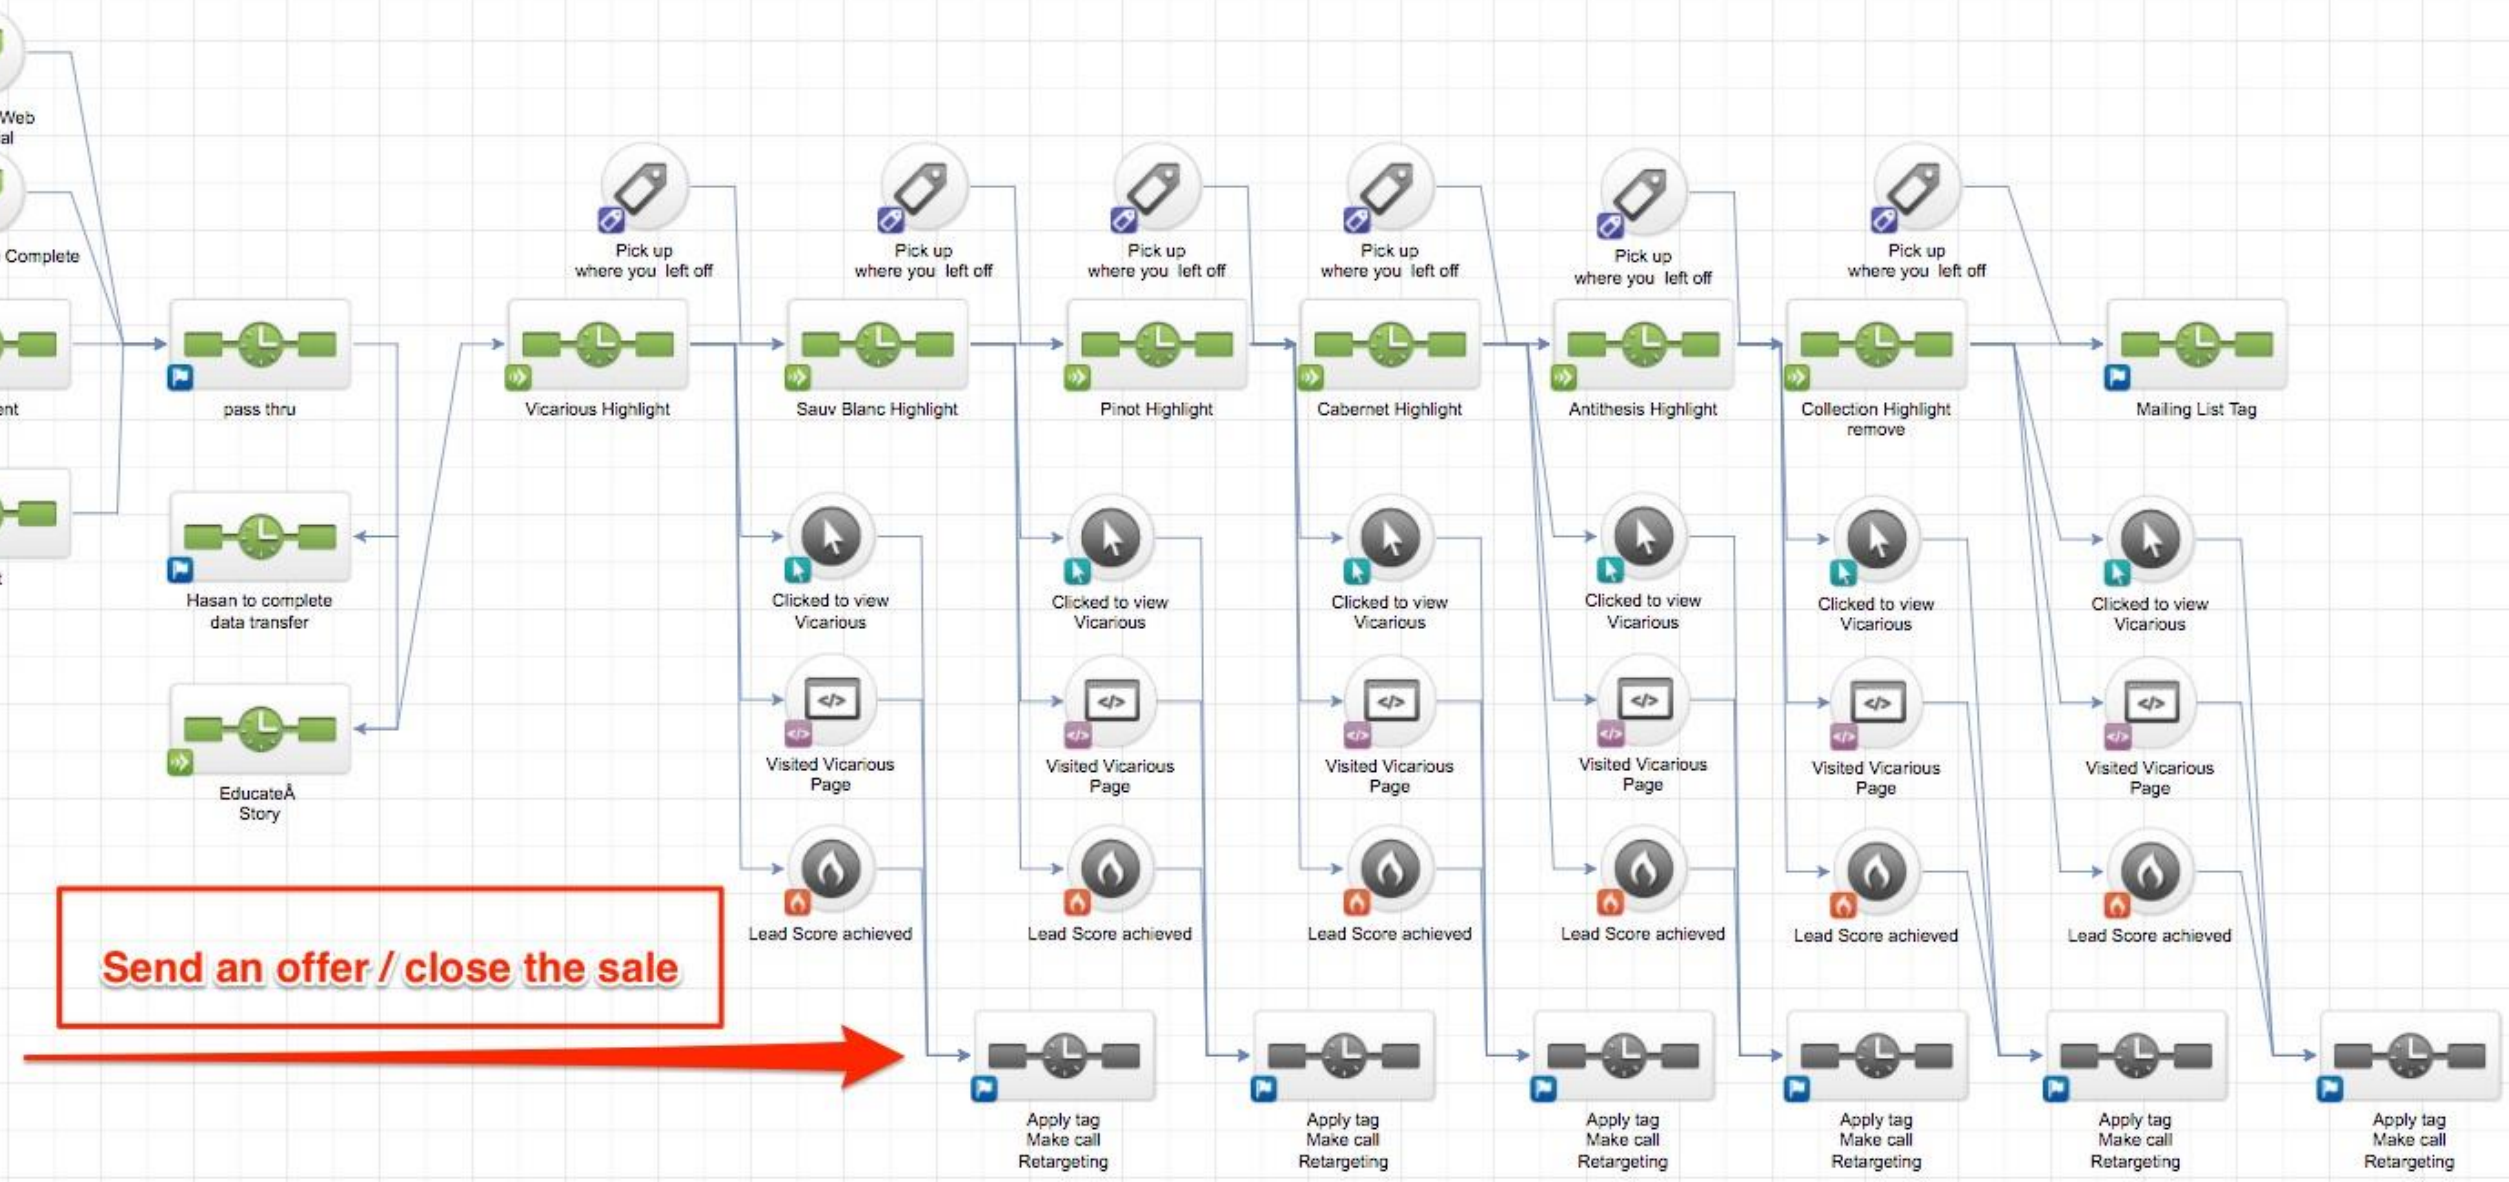 Web
al
Complete
Pick up
where you left off
Pick up
where you left off
Pick up
where you left off
Pick up
where you left off
Pick up
where you left off
Pick up
where you left off
ent
pass thru
Vicarious Highlight
Sauv Blanc Highlight
Pinot Highlight
Cabernet Highlight
Antithesis Highlight
Collection Highlight
remove
Mailing List Tag
t
Hasan to complete
data transfer
Clicked to view
Vicarious
Clicked to view
Vicarious
Clicked to view
Vicarious
Clicked to view
Vicarious
Clicked to view
Vicarious
Clicked to view
Vicarious
EducateÂ
Story
Visited Vicarious
Page
Visited Vicarious
Page
Visited Vicarious
Page
Visited Vicarious
Page
Visited Vicarious
Page
Visited Vicarious
Page
Lead Score achieved
Lead Score achieved
Lead Score achieved
Lead Score achieved
Lead Score achieved
Lead Score achieved
Send an offer / close the sale
Apply tag
Make call
Retargeting
Apply tag
Make call
Retargeting
Apply tag
Make call
Retargeting
Apply tag
Make call
Retargeting
Apply tag
Make call
Retargeting
Apply tag
Make call
Retargeting